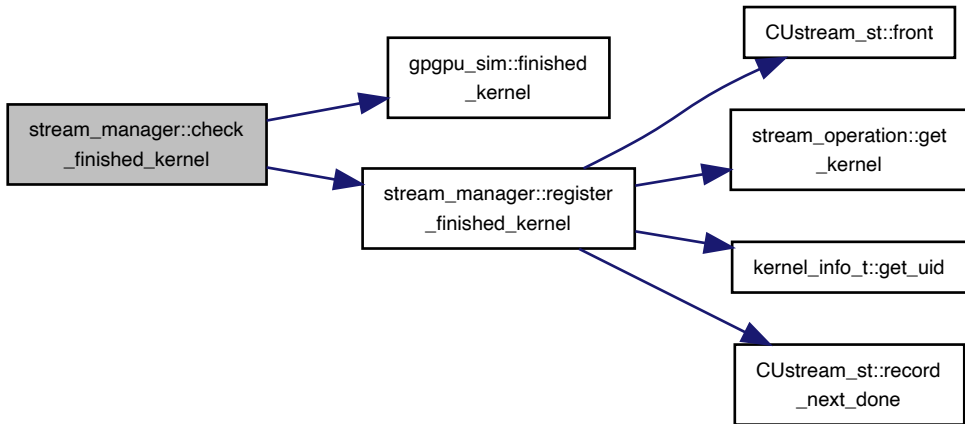 stream_manager::check
_finished_kernel
gpgpu_sim::finished
_kernel
stream_manager::register
_finished_kernel
CUstream_st::front
stream_operation::get
_kernel
kernel_info_t::get_uid
CUstream_st::record
_next_done